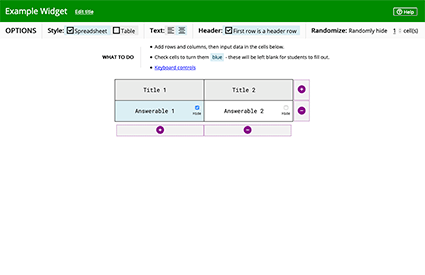 Example Widget Edit title ? Help
OPTIONS Style: Spreadsheet Table Text: Header: First row is a header row Randomize: Randomly hide 1 cell(s)
WHAT TO DO
• Add rows and columns, then input data in the cells below.
• Check cells to turn them blue - these will be left blank for students to fill out.
• Keyboard controls
Title 1 Title 2
Answerable 1 Hide Answerable 2 Hide